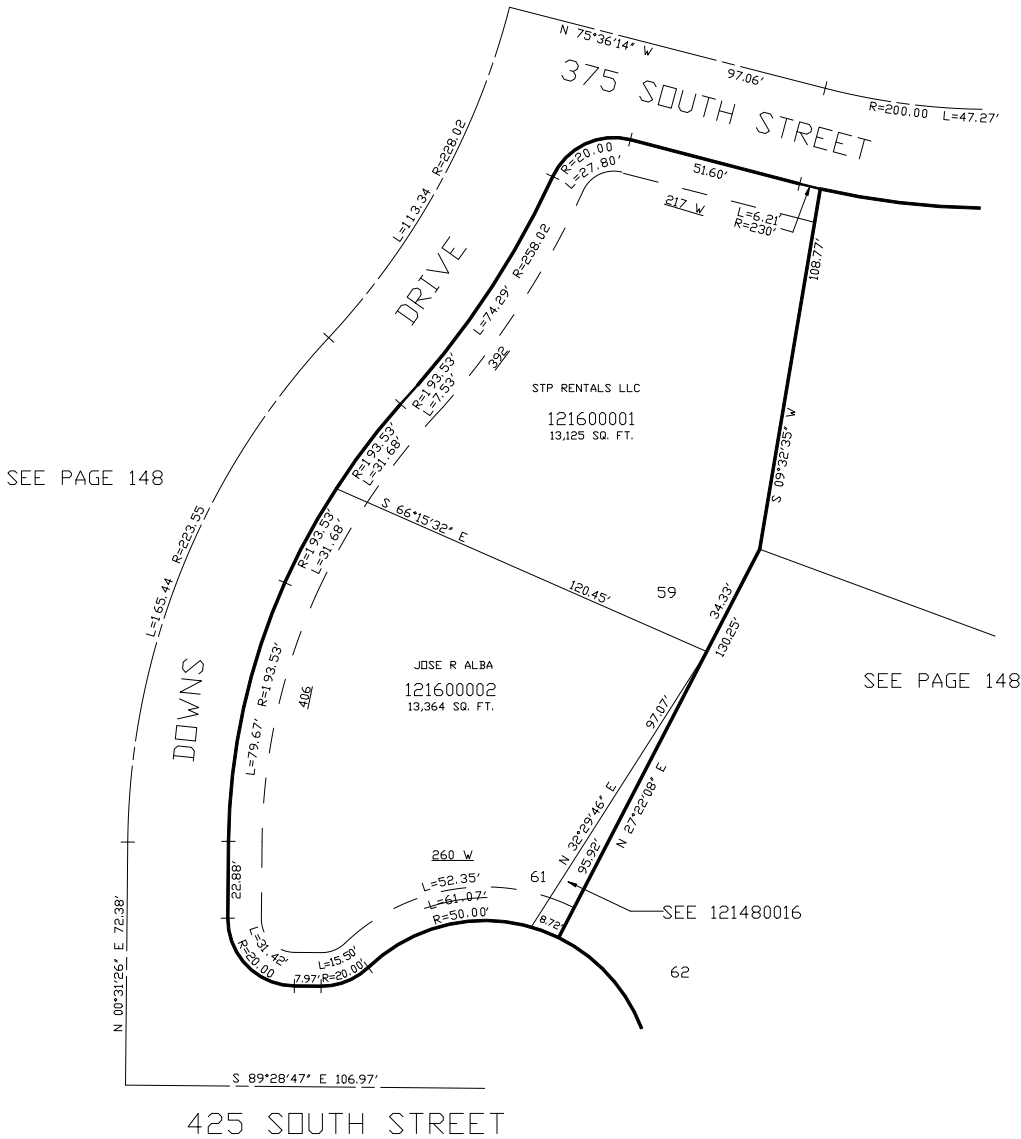 N 75°36'14" W
97.06'
R=200.00 L=47.27'
375 SOUTH STREET
R=20.00
L=27.80'
51.60'
217 W
L=6.21'
R=230'
108.77'
S 09°32'35" W
L=113.34 R=228.02
DRIVE
L=74.29' R=258.02
392
R=193.53'
L=7.53'
STP RENTALS LLC
121600001
13,125 SQ. FT.
R=193.53'
L=31.68'
SEE PAGE 148
S 66°15'32" E
120.45'
59
L=165.44 R=223.55
R=193.53'
L=31.68'
34.33'
130.25'
JOSE R ALBA
121600002
13,364 SQ. FT.
SEE PAGE 148
DOWNS
L=79.67' R=193.53'
406
97.07'
N 32°29'46" E
N 27°22'08" E
95.92'
260 W
61
L=52.35'
L=61.07'
R=50.00'
8.72'
SEE 121480016
22.88'
L=31.42'
R=20.00
7.97'
L=15.50'
R=20.00'
62
N 00°31'26" E 72.38'
S 89°28'47" E 106.97'
425 SOUTH STREET